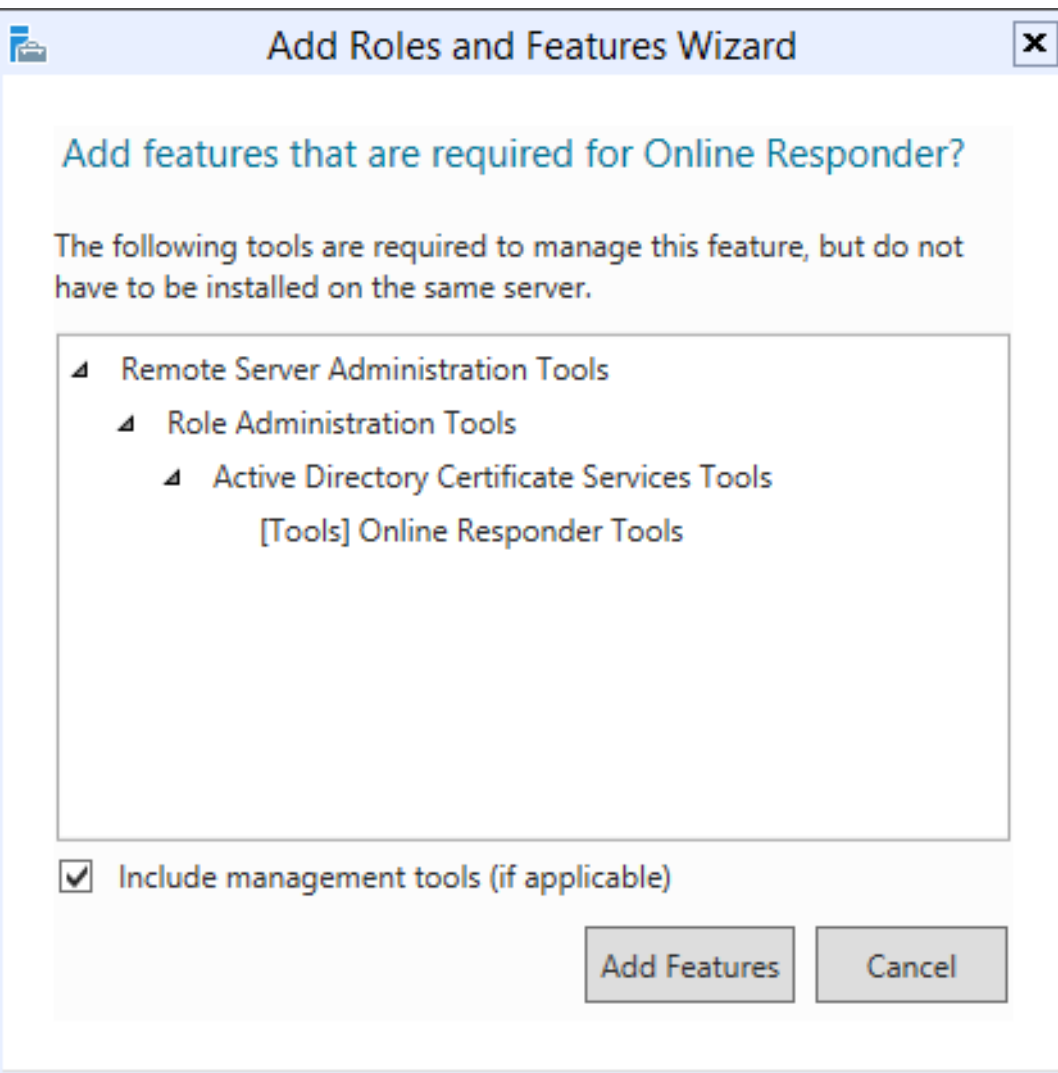 Add Roles and Features Wizard
Add features that are required for Online Responder?
The following tools are required to manage this feature, but do not
have to be installed on the same server.
Remote Server Administration Tools
Role Administration Tools
Active Directory Certificate Services Tools
[Tools] Online Responder Tools
Include management tools (if applicable)
Add Features Cancel